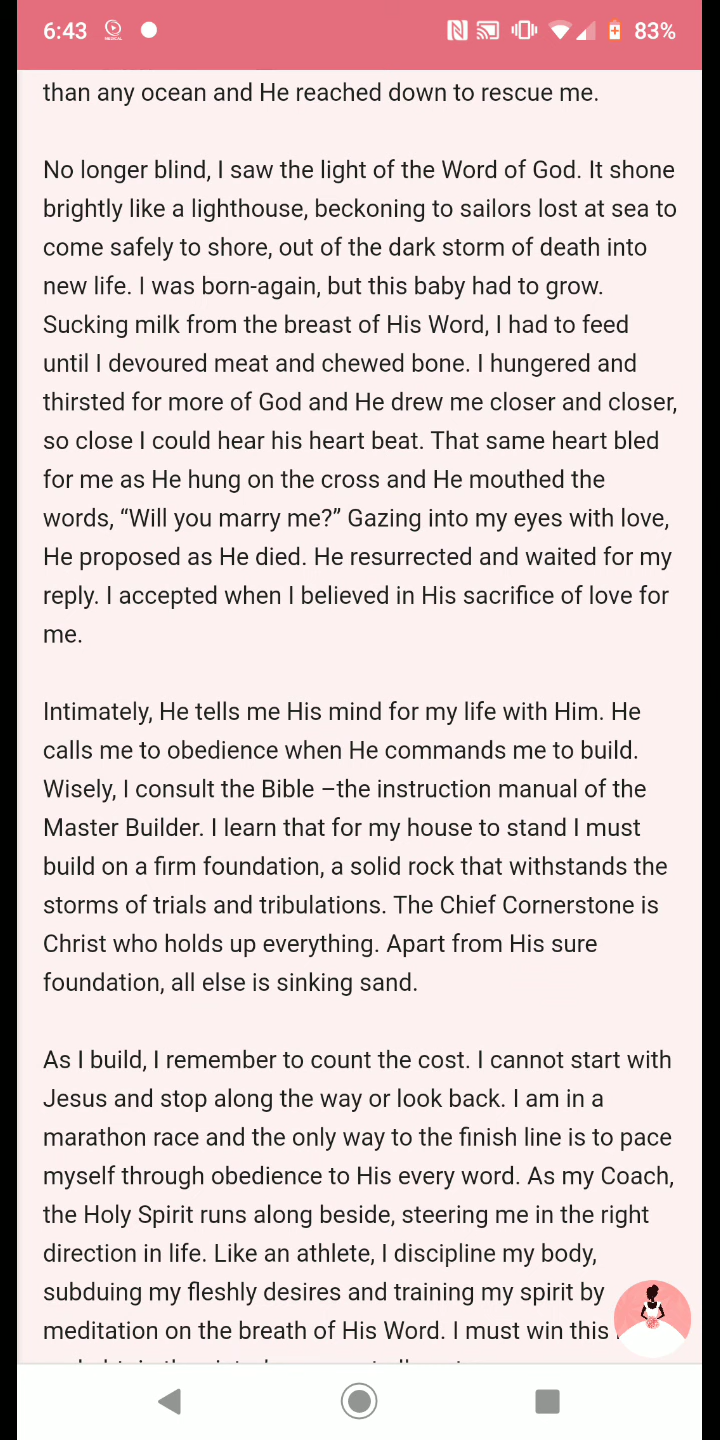 6:43
83%
than any ocean and He reached down to rescue me.
No longer blind, I saw the light of the Word of God. It shone
brightly like a lighthouse, beckoning to sailors lost at sea to
come safely to shore, out of the dark storm of death into
new life. I was born-again, but this baby had to grow.
Sucking milk from the breast of His Word, I had to feed
until I devoured meat and chewed bone. I hungered and
thirsted for more of God and He drew me closer and closer,
so close I could hear his heart beat. That same heart bled
for me as He hung on the cross and He mouthed the
words, “Will you marry me?” Gazing into my eyes with love,
He proposed as He died. He resurrected and waited for my
reply. I accepted when I believed in His sacrifice of love for
me.
Intimately, He tells me His mind for my life with Him. He
calls me to obedience when He commands me to build.
Wisely, I consult the Bible –the instruction manual of the
Master Builder. I learn that for my house to stand I must
build on a firm foundation, a solid rock that withstands the
storms of trials and tribulations. The Chief Cornerstone is
Christ who holds up everything. Apart from His sure
foundation, all else is sinking sand.
As I build, I remember to count the cost. I cannot start with
Jesus and stop along the way or look back. I am in a
marathon race and the only way to the finish line is to pace
myself through obedience to His every word. As my Coach,
the Holy Spirit runs along beside, steering me in the right
direction in life. Like an athlete, I discipline my body,
subduing my fleshly desires and training my spirit by
meditation on the breath of His Word. I must win this